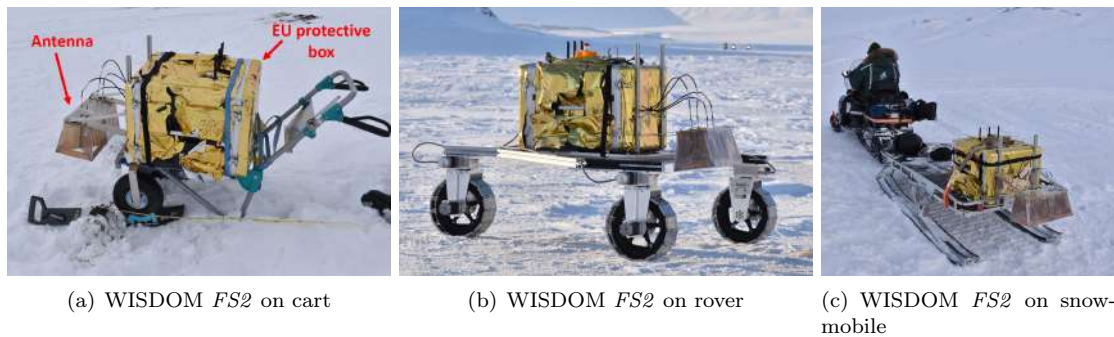 Antenna
EU protective
box
(a) WISDOM FS2 on cart
(b) WISDOM FS2 on rover
(c) WISDOM FS2 on snow-
mobile